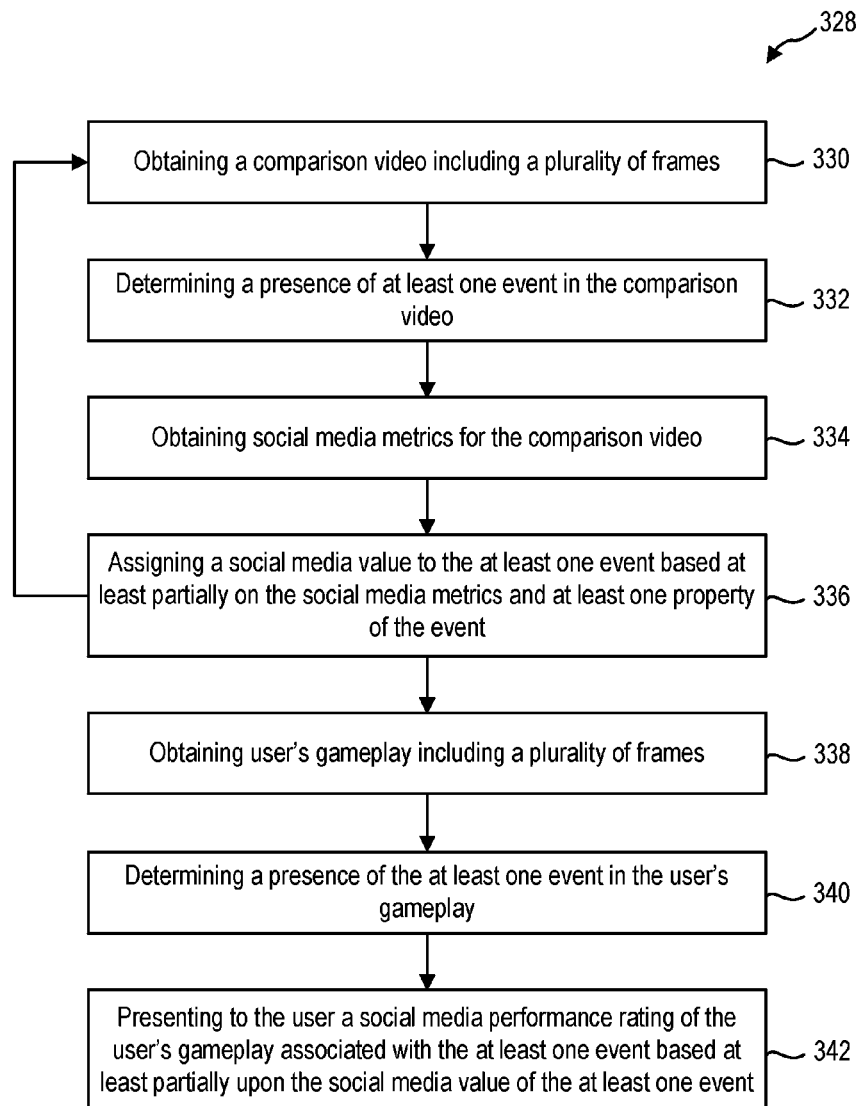 328
Obtaining a comparison video including a plurality of frames
330
Determining a presence of at least one event in the comparison
video
332
Obtaining social media metrics for the comparison video
334
Assigning a social media value to the at least one event based at
least partially on the social media metrics and at least one property
of the event
336
Obtaining user's gameplay including a plurality of frames
338
Determining a presence of the at least one event in the user's
gameplay
340
Presenting to the user a social media performance rating of the
user's gameplay associated with the at least one event based at
least partially upon the social media value of the at least one event
342